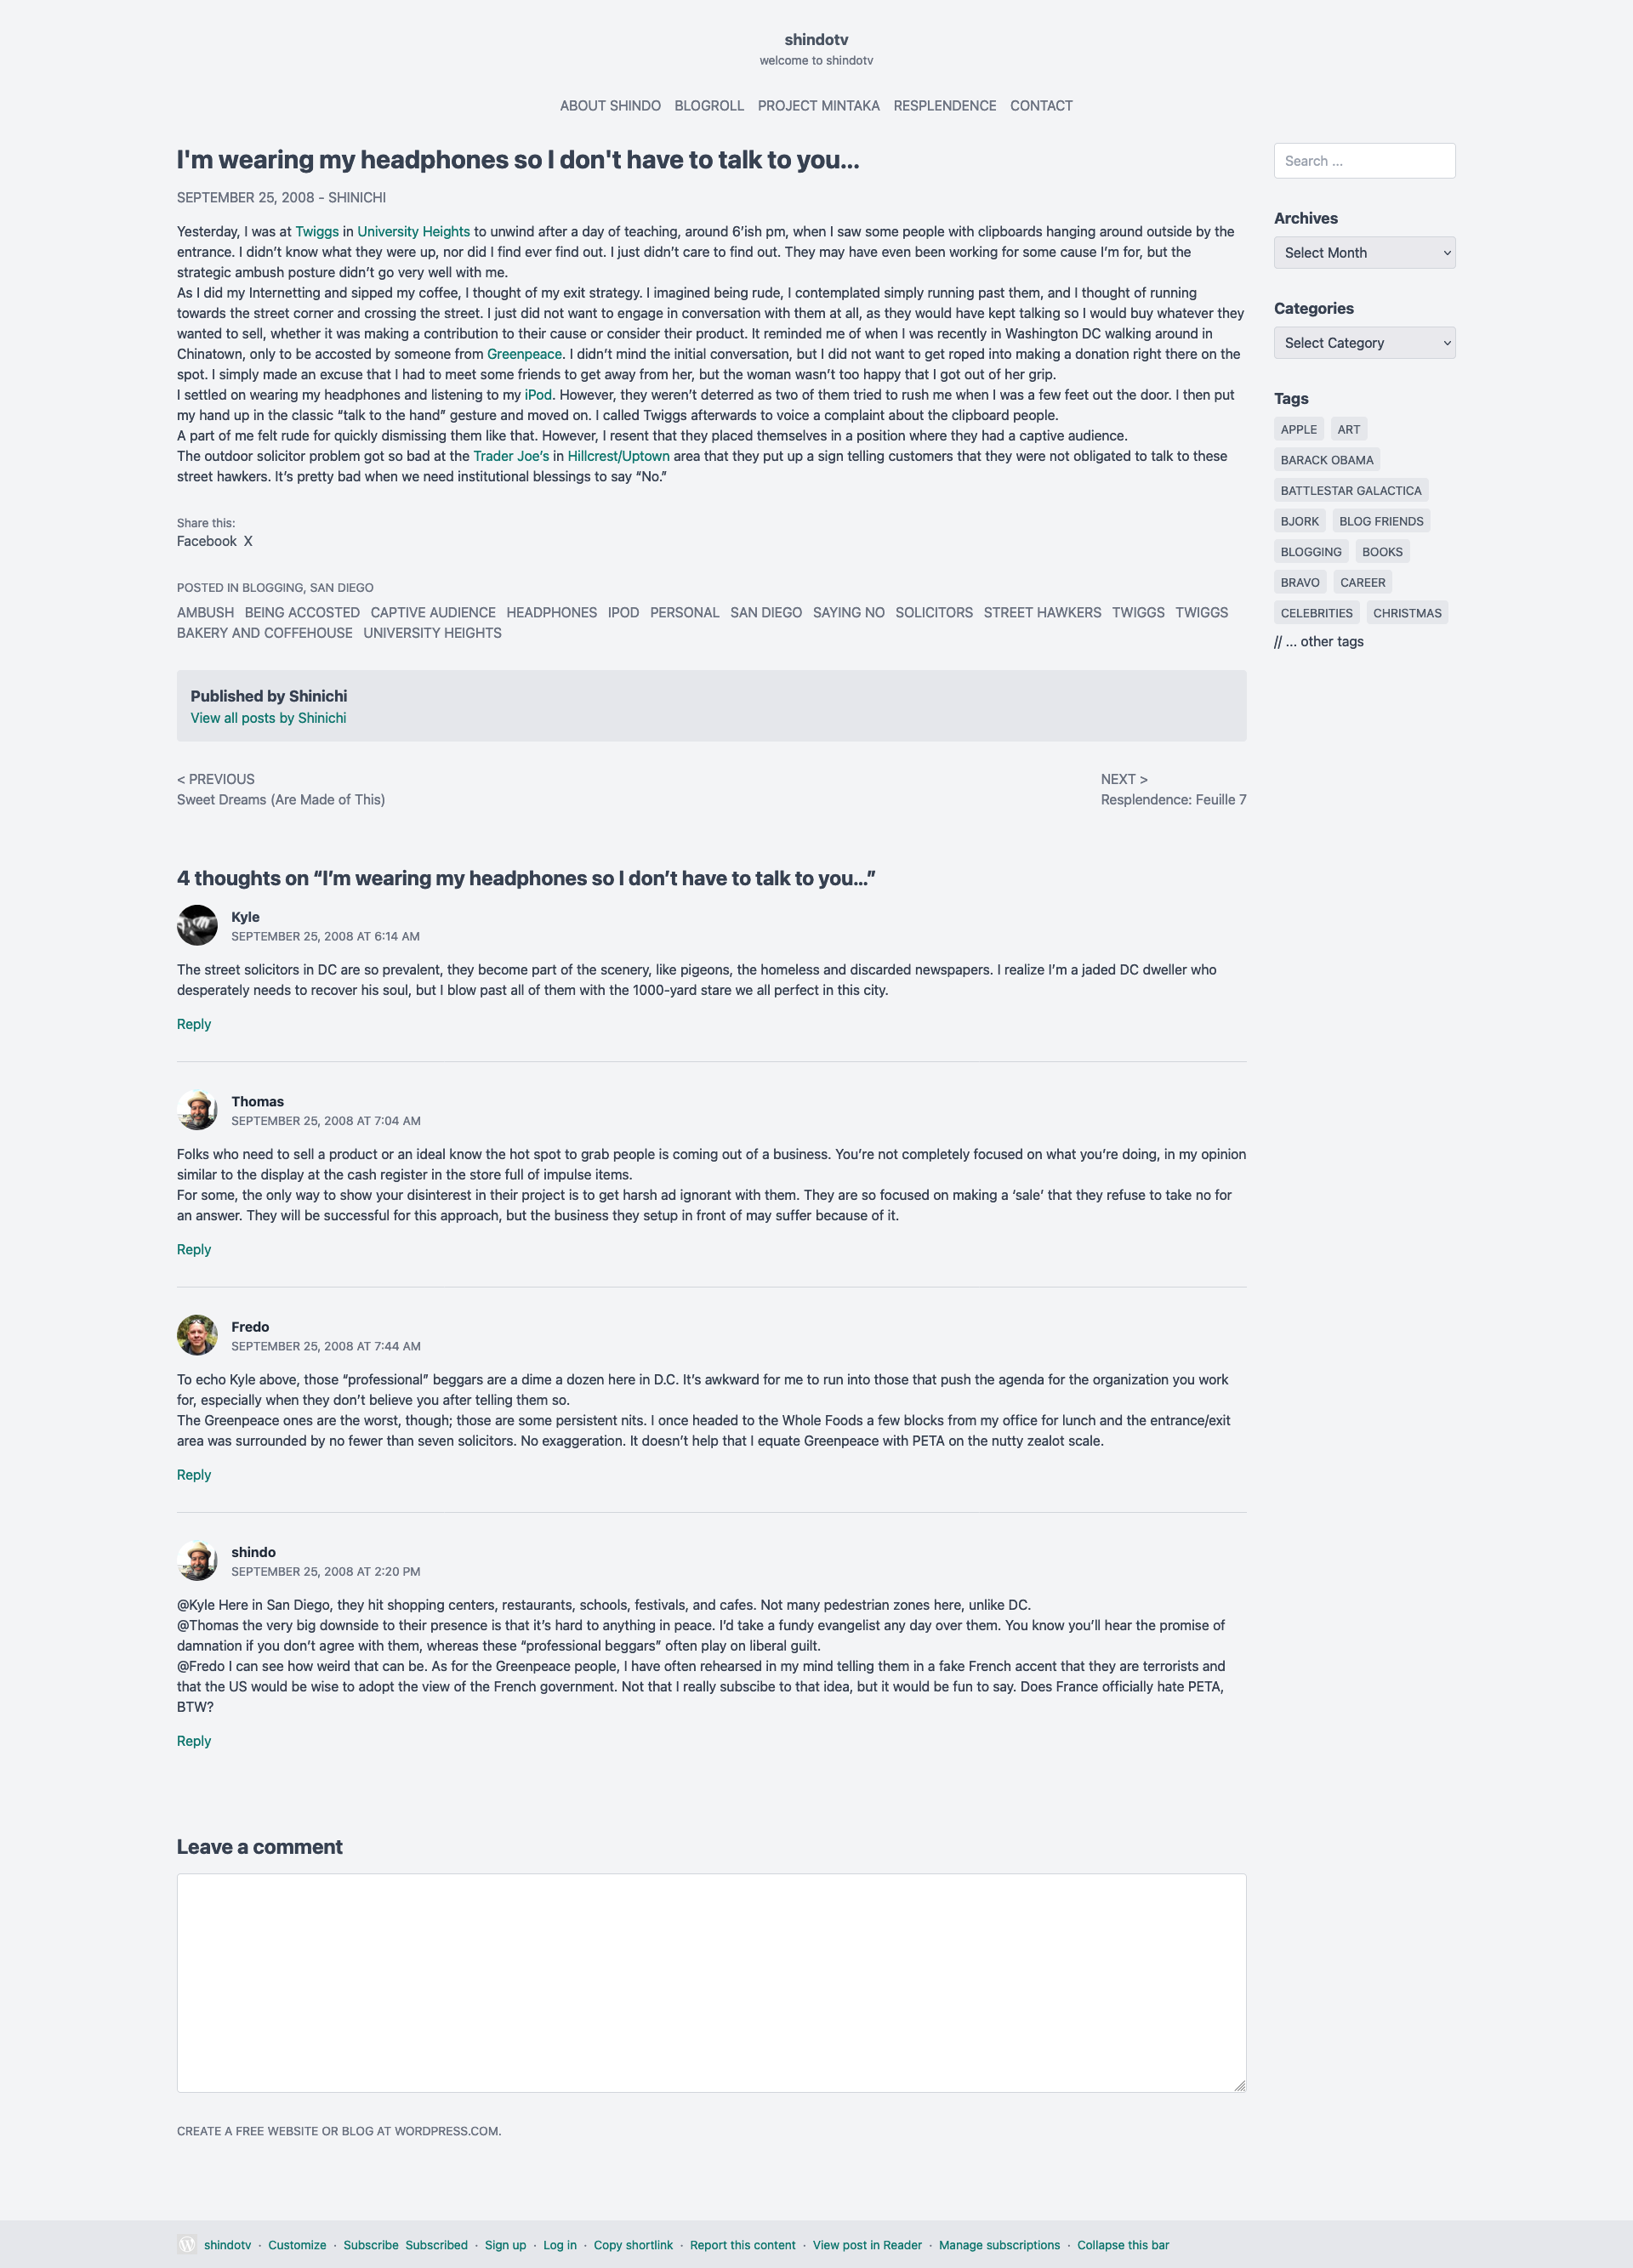 shindotv
welcome to shindotv
ABOUT SHINDO BLOGROLL PROJECT MINTAKA RESPLENDENCE CONTACT
I'm wearing my headphones so I don't have to talk to you...
SEPTEMBER 25, 2008 - SHINICHI
Yesterday, I was at Twiggs in University Heights to unwind after a day of teaching, around 6’ish pm, when I saw some people with clipboards hanging around outside by the
entrance. I didn’t know what they were up, nor did I find ever find out. I just didn’t care to find out. They may have even been working for some cause I’m for, but the
strategic ambush posture didn’t go very well with me.
As I did my Internetting and sipped my coffee, I thought of my exit strategy. I imagined being rude, I contemplated simply running past them, and I thought of running
towards the street corner and crossing the street. I just did not want to engage in conversation with them at all, as they would have kept talking so I would buy whatever they
wanted to sell, whether it was making a contribution to their cause or consider their product. It reminded me of when I was recently in Washington DC walking around in
Chinatown, only to be accosted by someone from Greenpeace. I didn’t mind the initial conversation, but I did not want to get roped into making a donation right there on the
spot. I simply made an excuse that I had to meet some friends to get away from her, but the woman wasn’t too happy that I got out of her grip.
I settled on wearing my headphones and listening to my iPod. However, they weren’t deterred as two of them tried to rush me when I was a few feet out the door. I then put
my hand up in the classic “talk to the hand” gesture and moved on. I called Twiggs afterwards to voice a complaint about the clipboard people.
A part of me felt rude for quickly dismissing them like that. However, I resent that they placed themselves in a position where they had a captive audience.
The outdoor solicitor problem got so bad at the Trader Joe’s in Hillcrest/Uptown area that they put up a sign telling customers that they were not obligated to talk to these
street hawkers. It’s pretty bad when we need institutional blessings to say “No.”
Share this:
Facebook X
POSTED IN BLOGGING, SAN DIEGO
AMBUSH BEING ACCOSTED CAPTIVE AUDIENCE HEADPHONES IPOD PERSONAL SAN DIEGO SAYING NO SOLICITORS STREET HAWKERS TWIGGS TWIGGS
BAKERY AND COFFEHOUSE UNIVERSITY HEIGHTS
Published by Shinichi
View all posts by Shinichi
< PREVIOUS
Sweet Dreams (Are Made of This)
NEXT >
Resplendence: Feuille 7
4 thoughts on “I’m wearing my headphones so I don’t have to talk to you…”
Kyle
SEPTEMBER 25, 2008 AT 6:14 AM
The street solicitors in DC are so prevalent, they become part of the scenery, like pigeons, the homeless and discarded newspapers. I realize I’m a jaded DC dweller who
desperately needs to recover his soul, but I blow past all of them with the 1000-yard stare we all perfect in this city.
Reply
Thomas
SEPTEMBER 25, 2008 AT 7:04 AM
Folks who need to sell a product or an ideal know the hot spot to grab people is coming out of a business. You’re not completely focused on what you’re doing, in my opinion
similar to the display at the cash register in the store full of impulse items.
For some, the only way to show your disinterest in their project is to get harsh ad ignorant with them. They are so focused on making a ‘sale’ that they refuse to take no for
an answer. They will be successful for this approach, but the business they setup in front of may suffer because of it.
Reply
Fredo
SEPTEMBER 25, 2008 AT 7:44 AM
To echo Kyle above, those “professional” beggars are a dime a dozen here in D.C. It’s awkward for me to run into those that push the agenda for the organization you work
for, especially when they don’t believe you after telling them so.
The Greenpeace ones are the worst, though; those are some persistent nits. I once headed to the Whole Foods a few blocks from my office for lunch and the entrance/exit
area was surrounded by no fewer than seven solicitors. No exaggeration. It doesn’t help that I equate Greenpeace with PETA on the nutty zealot scale.
Reply
shindo
SEPTEMBER 25, 2008 AT 2:20 PM
@Kyle Here in San Diego, they hit shopping centers, restaurants, schools, festivals, and cafes. Not many pedestrian zones here, unlike DC.
@Thomas the very big downside to their presence is that it’s hard to anything in peace. I’d take a fundy evangelist any day over them. You know you’ll hear the promise of
damnation if you don’t agree with them, whereas these “professional beggars” often play on liberal guilt.
@Fredo I can see how weird that can be. As for the Greenpeace people, I have often rehearsed in my mind telling them in a fake French accent that they are terrorists and
that the US would be wise to adopt the view of the French government. Not that I really subscibe to that idea, but it would be fun to say. Does France officially hate PETA,
BTW?
Reply
Leave a comment
CREATE A FREE WEBSITE OR BLOG AT WORDPRESS.COM.
Search ...
Archives
Select Month
Categories
Select Category
Tags
APPLE ART
BARACK OBAMA
BATTLESTAR GALACTICA
BJORK BLOG FRIENDS
BLOGGING BOOKS
BRAVO CAREER
CELEBRITIES CHRISTMAS
// ... other tags
shindotv · Customize · Subscribe Subscribed · Sign up · Log in · Copy shortlink · Report this content · View post in Reader · Manage subscriptions · Collapse this bar